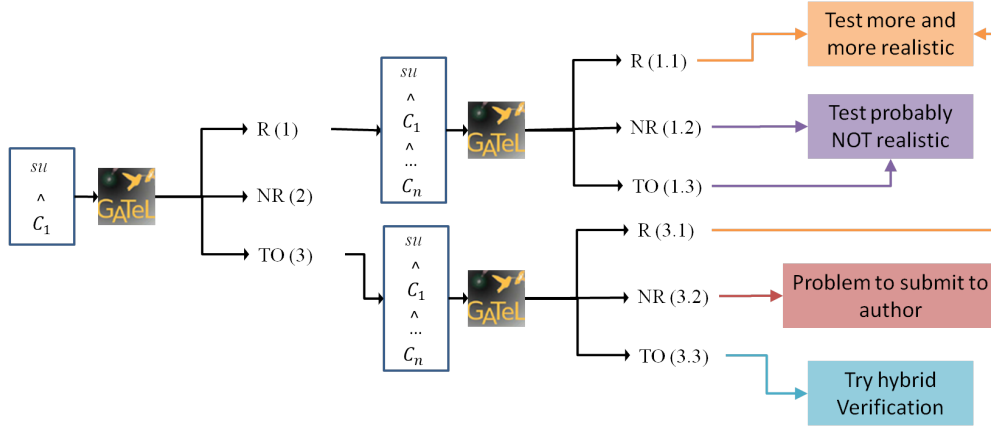 su
^
C₁
GATeL
R (1)
NR (2)
TO (3)
su
^
C₁
^
...
Cₙ
GATeL
su
^
C₁
^
...
Cₙ
GATeL
R (1.1)
NR (1.2)
TO (1.3)
R (3.1)
NR (3.2)
TO (3.3)
Test more and
more realistic
Test probably
NOT realistic
Problem to submit to
author
Try hybrid
Verification